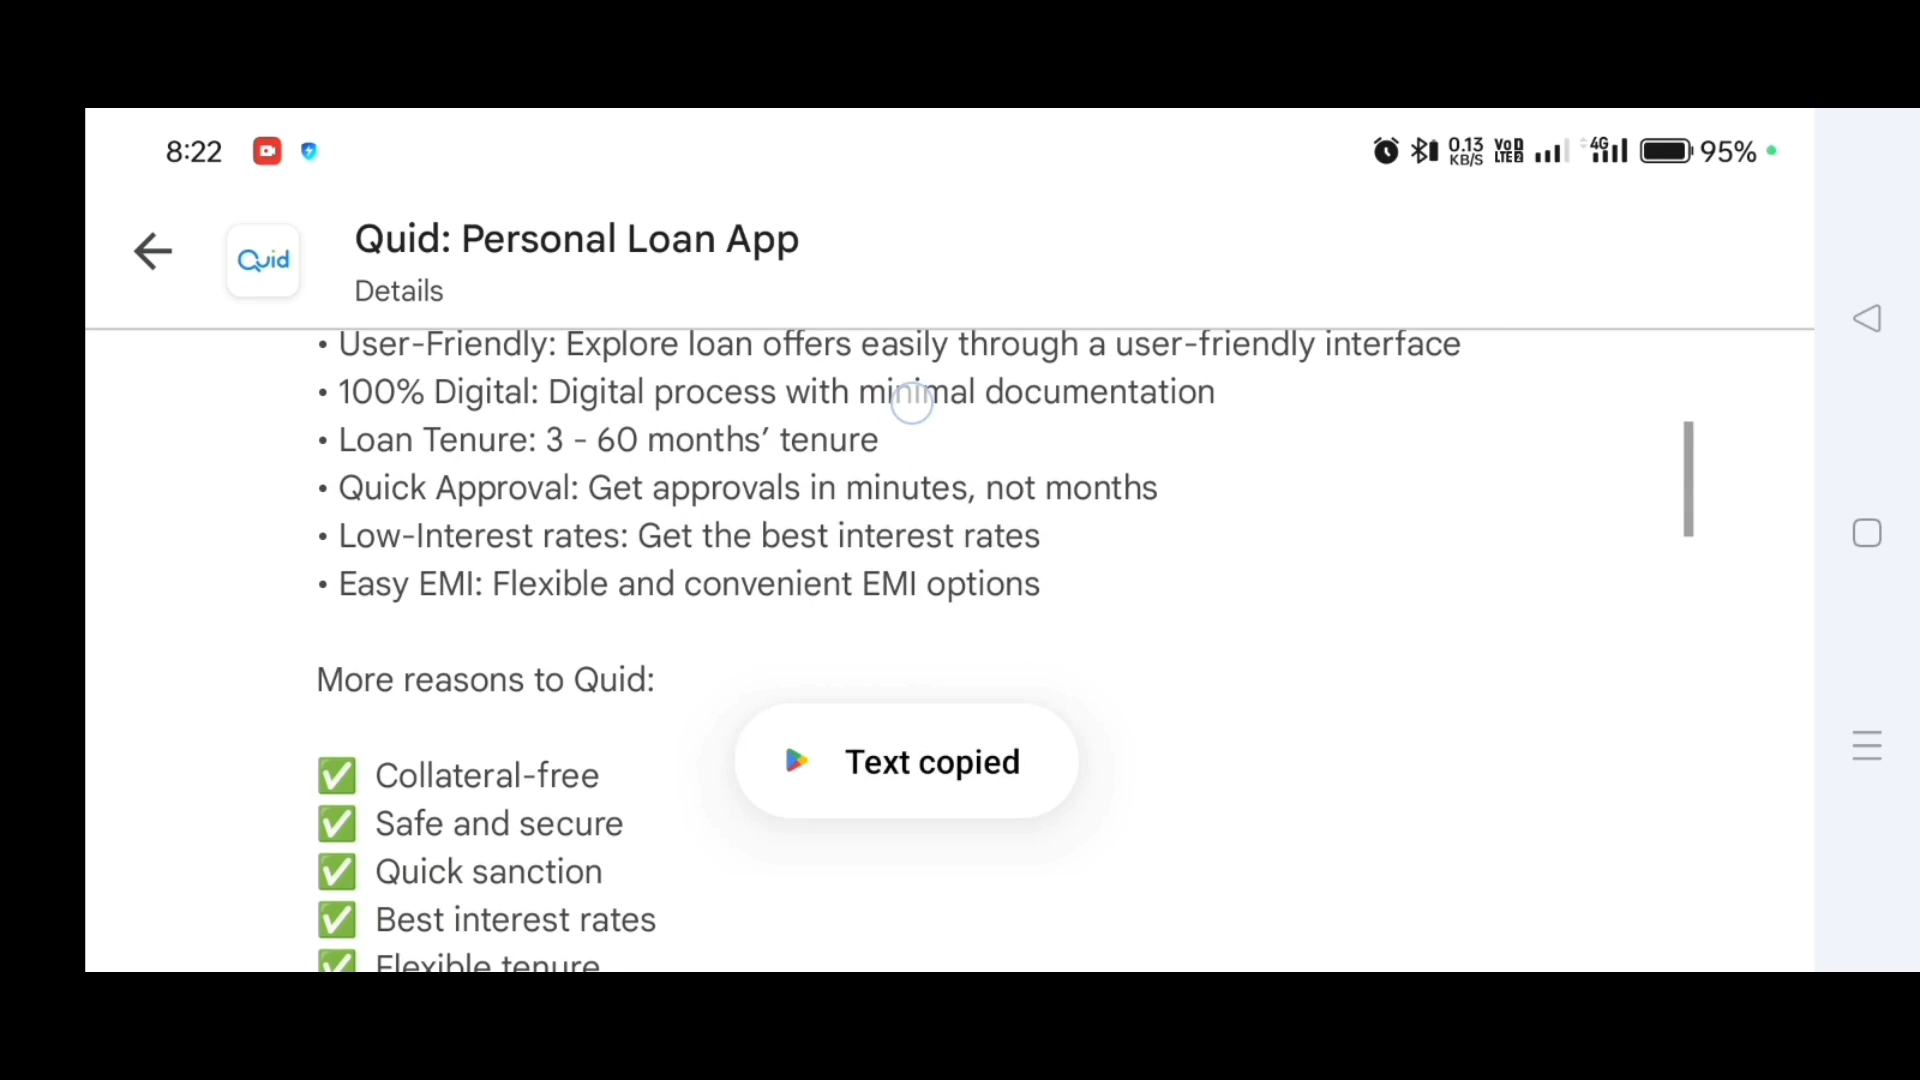 8:22
0.13 KB/S VoD LTE2 4G 95%
Quid
Quid: Personal Loan App
Details
• User-Friendly: Explore loan offers easily through a user-friendly interface
• 100% Digital: Digital process with minimal documentation
• Loan Tenure: 3 - 60 months’ tenure
• Quick Approval: Get approvals in minutes, not months
• Low-Interest rates: Get the best interest rates
• Easy EMI: Flexible and convenient EMI options
More reasons to Quid:
Text copied
✅ Collateral-free
✅ Safe and secure
✅ Quick sanction
✅ Best interest rates
✅ Flexible tenure